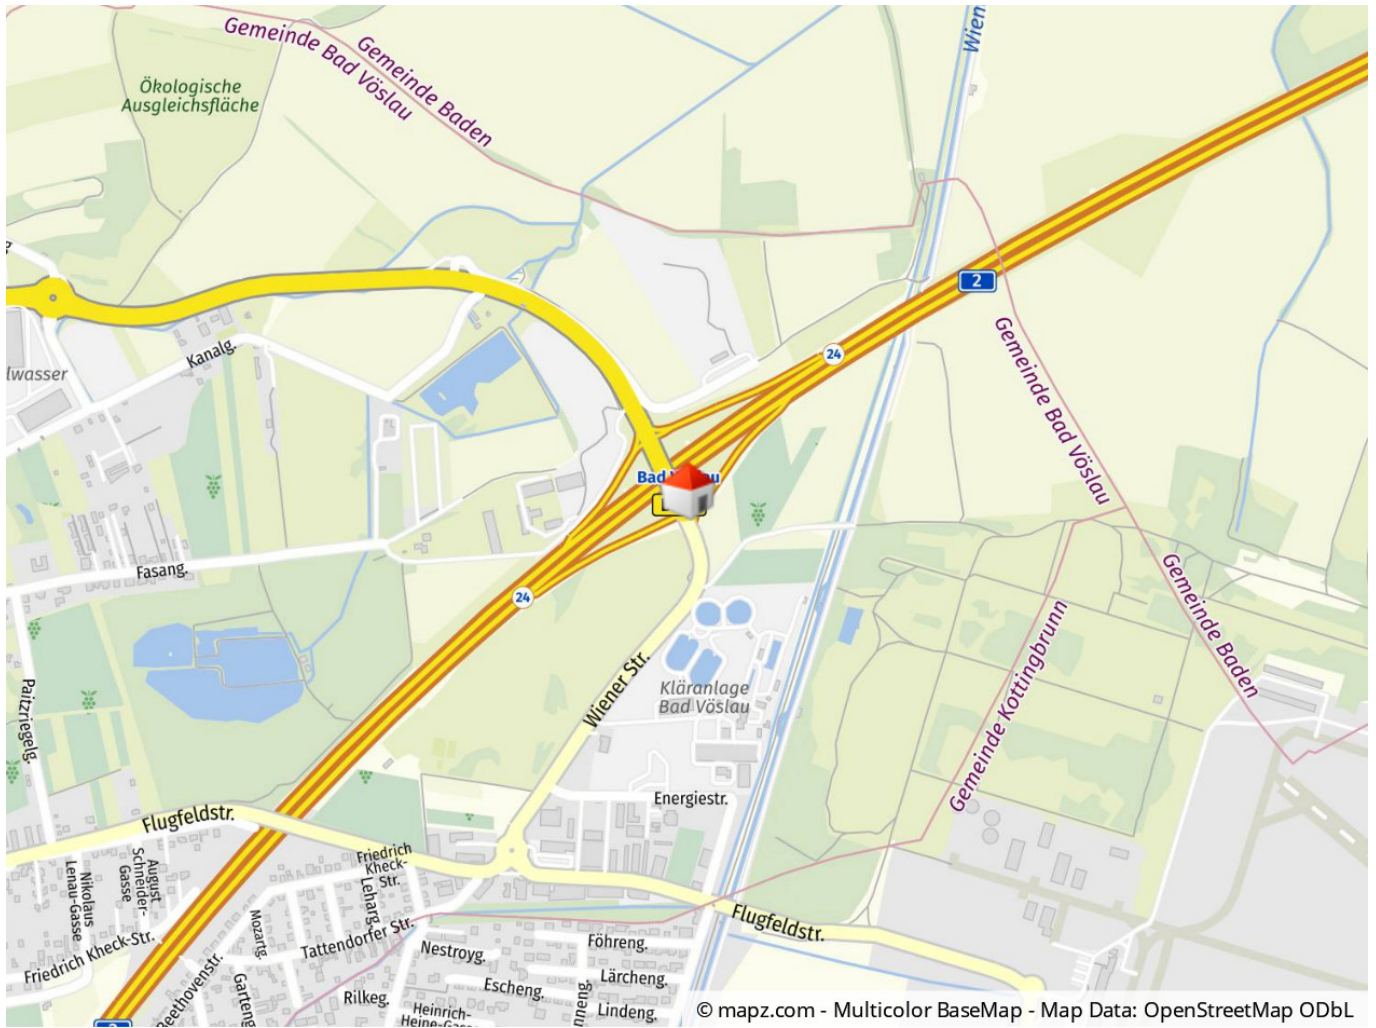 Gemeinde Bad Vöslau
Gemeinde Baden
Wien
Ökologische
Ausgleichsfläche
2
Gemeinde Bad Vöslau
24
Kanalg.
lwasser
Bad
Fasang.
24
Gemeinde Baden
Gemeinde Kottingbrunn
Paitzriegelg.
Wiener Str.
Kläranlage
Bad Vöslau
Energiestr.
Flugfeldstr.
Friedrich
Kheck-
Str.
August
Schneider-
Gasse
Nikolaus
Lenau-Gasse
Leharg.
Mozartg.
Tattendorfer Str.
Flugfeldstr.
Friedrich Kheck-Str.
Beethovenstr.
Nestroyg.
Föhreng.
Lärcheng.
Escheng.
Rilkeg.
Lindeng.
Heinrich-
© mapz.com - Multicolor BaseMap - Map Data: OpenStreetMap ODbL